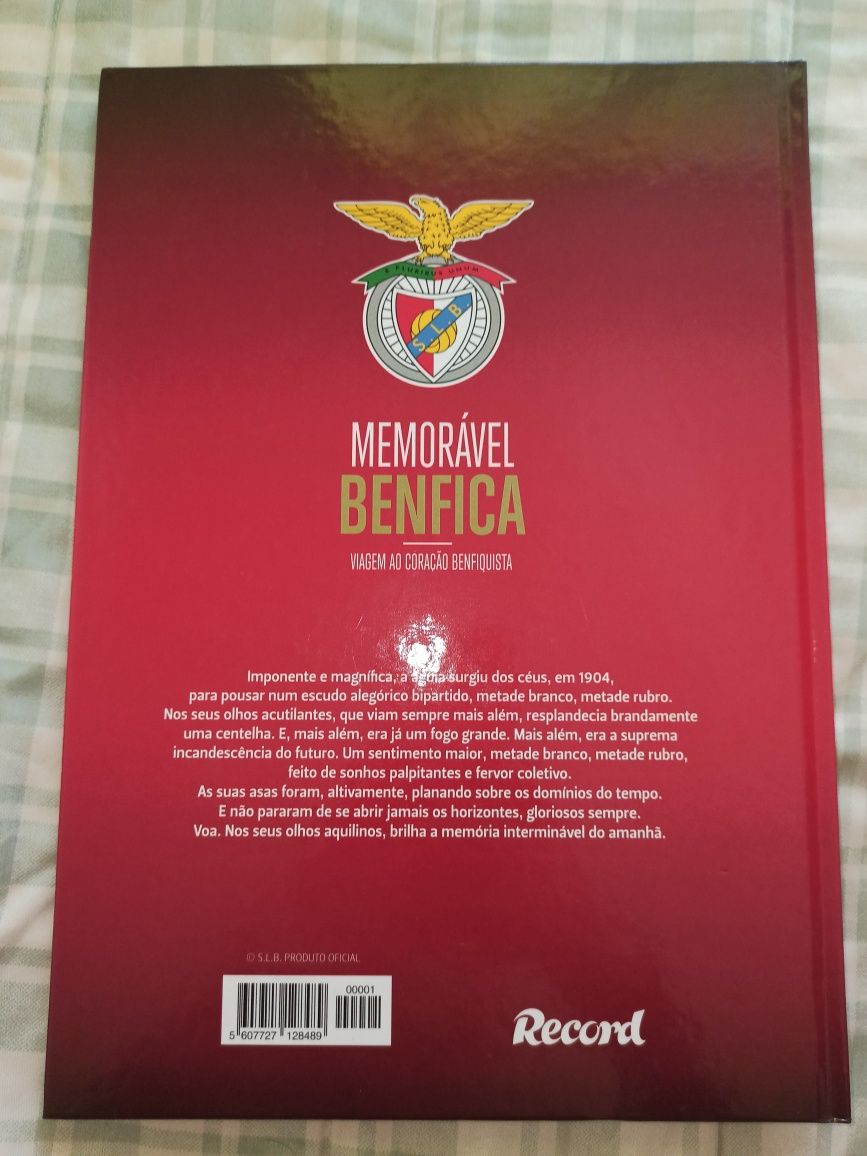 E PLURIBUS UNUM
S.L.B.
MEMORÁVEL
BENFICA
VIAGEM AO CORAÇÃO BENFIQUISTA
Imponente e magnífica, a águia surgiu dos céus, em 1904,
para pousar num escudo alegórico bipartido, metade branco, metade rubro.
Nos seus olhos acutilantes, que viam sempre mais além, resplandecia brandamente
uma centelha. E, mais além, era já um fogo grande. Mais além, era a suprema
incandescência do futuro. Um sentimento maior, metade branco, metade rubro,
feito de sonhos palpitantes e fervor coletivo.
As suas asas foram, altivamente, planando sobre os domínios do tempo.
E não pararam de se abrir jamais os horizontes, gloriosos sempre.
Voa. Nos seus olhos aquilinos, brilha a memória interminável do amanhã.
© S.L.B. PRODUTO OFICIAL
00001
5 607727 128489
Record